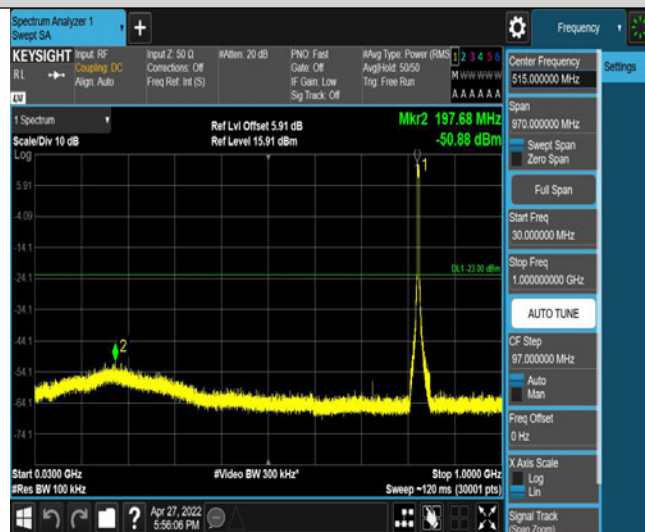 Spectrum Analyzer 1
Swept SA
Frequency
KEYSIGHT
RL
LXI
Input: RF
Coupling: DC
Align: Auto
Input Z: 50 Ω
Corrections: Off
Freq Ref: Int (S)
#Atten: 20 dB
PNO: Fast
Gate: Off
IF Gain: Low
Sig Track: Off
#Avg Type: Power (RMS
Avg|Hold: 50/50
Trig: Free Run
1 2 3 4 5 6
M W W W W W
A A A A A A
Center Frequency
515.000000 MHz
Settings
Span
970.000000 MHz
Swept Span
Zero Span
Full Span
Start Freq
30.000000 MHz
Stop Freq
1.000000000 GHz
AUTO TUNE
CF Step
97.000000 MHz
Auto
Man
Freq Offset
0 Hz
X Axis Scale
Log
Lin
Signal Track
(Span Zoom)
1 Spectrum
Scale/Div 10 dB
Ref Lvl Offset 5.91 dB
Ref Level 15.91 dBm
Mkr2 197.68 MHz
-50.88 dBm
Log
5.91
-4.09
-14.1
-24.1
-34.1
-44.1
-54.1
-64.1
-74.1
1
DL1 -23.00 dBm
2
Start 0.0300 GHz
#Res BW 100 kHz
#Video BW 300 kHz*
Stop 1.0000 GHz
Sweep ~120 ms (30001 pts)
?
Apr 27, 2022
5:56:06 PM